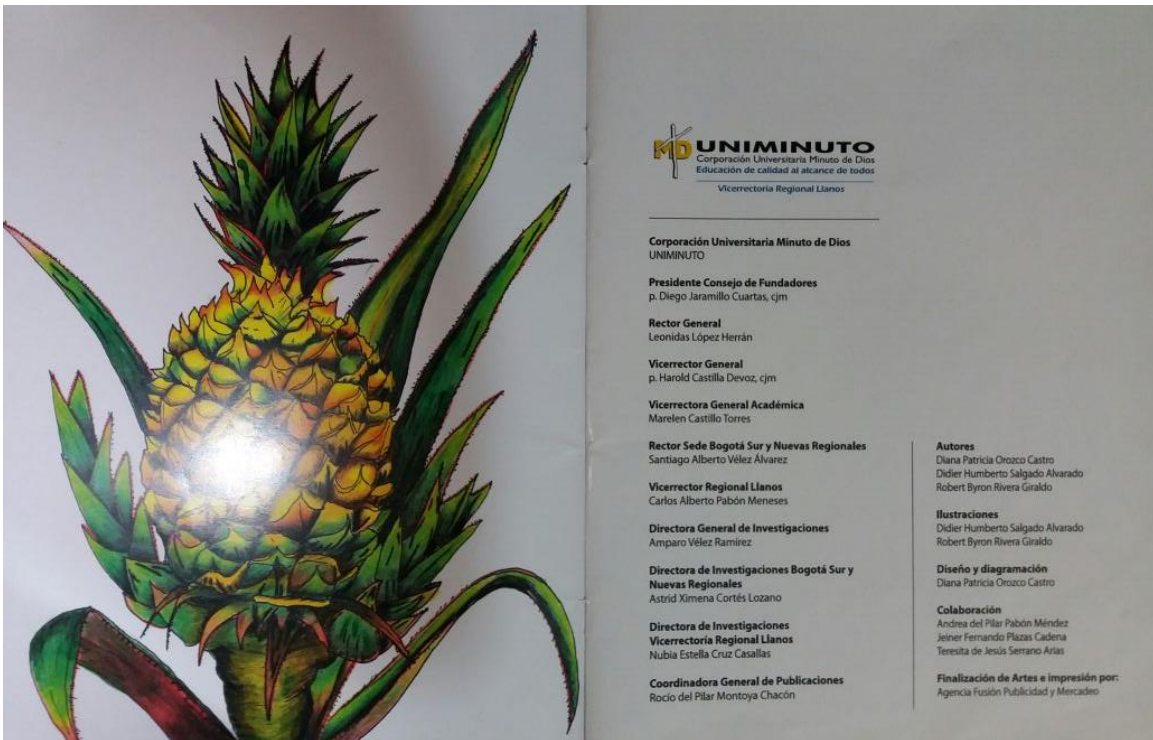 MD UNIMINUTO
Corporación Universitaria Minuto de Dios
Educación de calidad al alcance de todos
Vicerrectoría Regional Llanos
Corporación Universitaria Minuto de Dios
UNIMINUTO
Presidente Consejo de Fundadores
p. Diego Jaramillo Cuartas, cjm
Rector General
Leonidas López Herrán
Vicerrector General
p. Harold Castilla Devoz, cjm
Vicerrectora General Académica
Marelen Castillo Torres
Rector Sede Bogotá Sur y Nuevas Regionales
Santiago Alberto Vélez Álvarez
Vicerrector Regional Llanos
Carlos Alberto Pabón Meneses
Directora General de Investigaciones
Amparo Vélez Ramírez
Directora de Investigaciones Bogotá Sur y
Nuevas Regionales
Astrid Ximena Cortés Lozano
Directora de Investigaciones
Vicerrectoría Regional Llanos
Nubia Estella Cruz Casallas
Coordinadora General de Publicaciones
Rocío del Pilar Montoya Chacón
Autores
Diana Patricia Orozco Castro
Didier Humberto Salgado Alvarado
Robert Byron Rivera Giraldo
Ilustraciones
Didier Humberto Salgado Alvarado
Robert Byron Rivera Giraldo
Diseño y diagramación
Diana Patricia Orozco Castro
Colaboración
Andrea del Pilar Pabón Méndez
Jeiner Fernando Plazas Cadena
Teresita de Jesús Serrano Arias
Finalización de Artes e impresión por:
Agencia Fusión Publicidad y Mercadeo